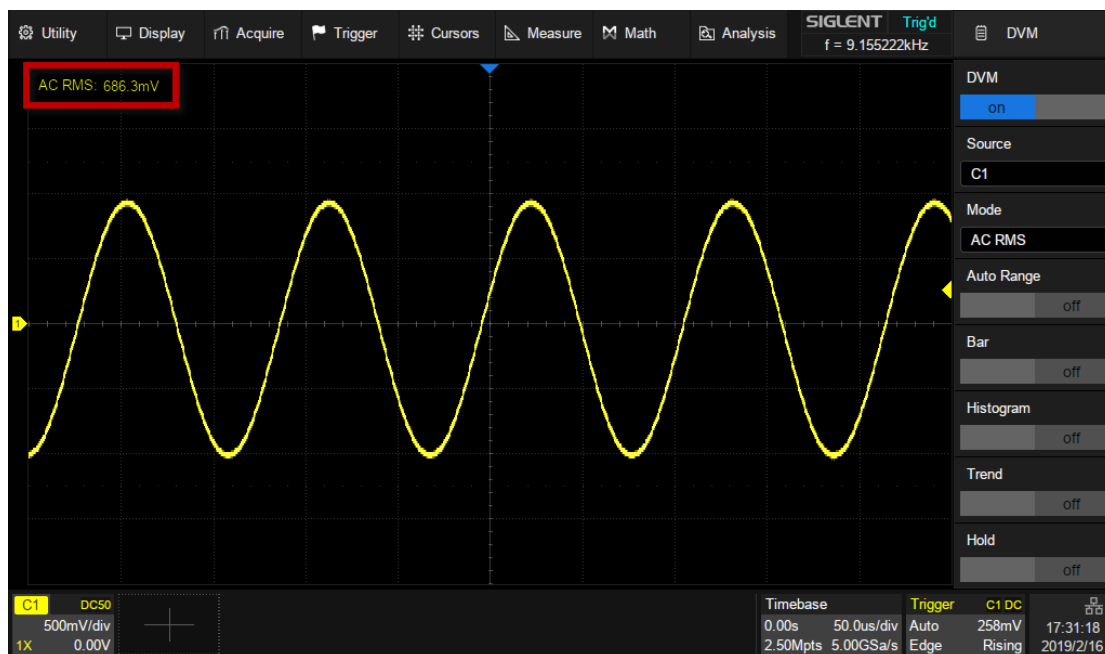 Utility Display Acquire Trigger Cursors Measure Math Analysis
SIGLENT Trig'd
f = 9.155222kHz
DVM
AC RMS: 686.3mV
DVM
on
Source
C1
Mode
AC RMS
Auto Range
off
Bar
off
Histogram
off
Trend
off
Hold
off
1
C1 DC50
500mV/div
1X 0.00V
Timebase
0.00s 50.0us/div
2.50Mpts 5.00GSa/s
Trigger C1 DC
Auto 258mV
Edge Rising
17:31:18
2019/2/16